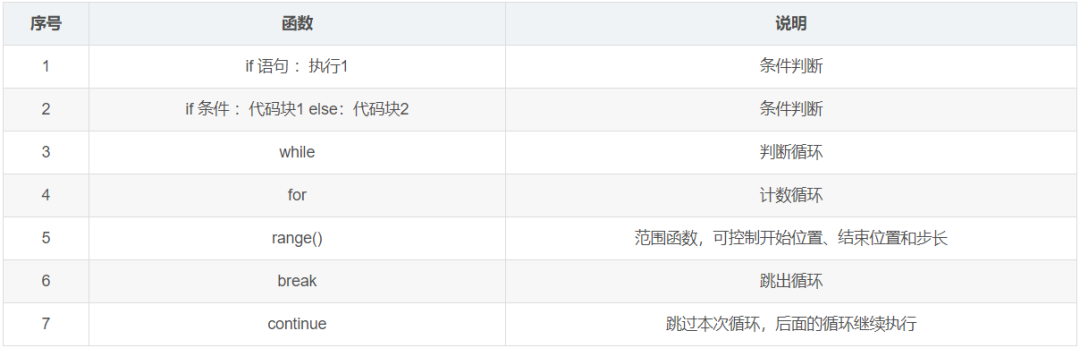 序号 函数 说明
1 if 语句 ：执行1 条件判断
2 if 条件 ：代码块1 else：代码块2 条件判断
3 while 判断循环
4 for 计数循环
5 range() 范围函数，可控制开始位置、结束位置和步长
6 break 跳出循环
7 continue 跳过本次循环，后面的循环继续执行